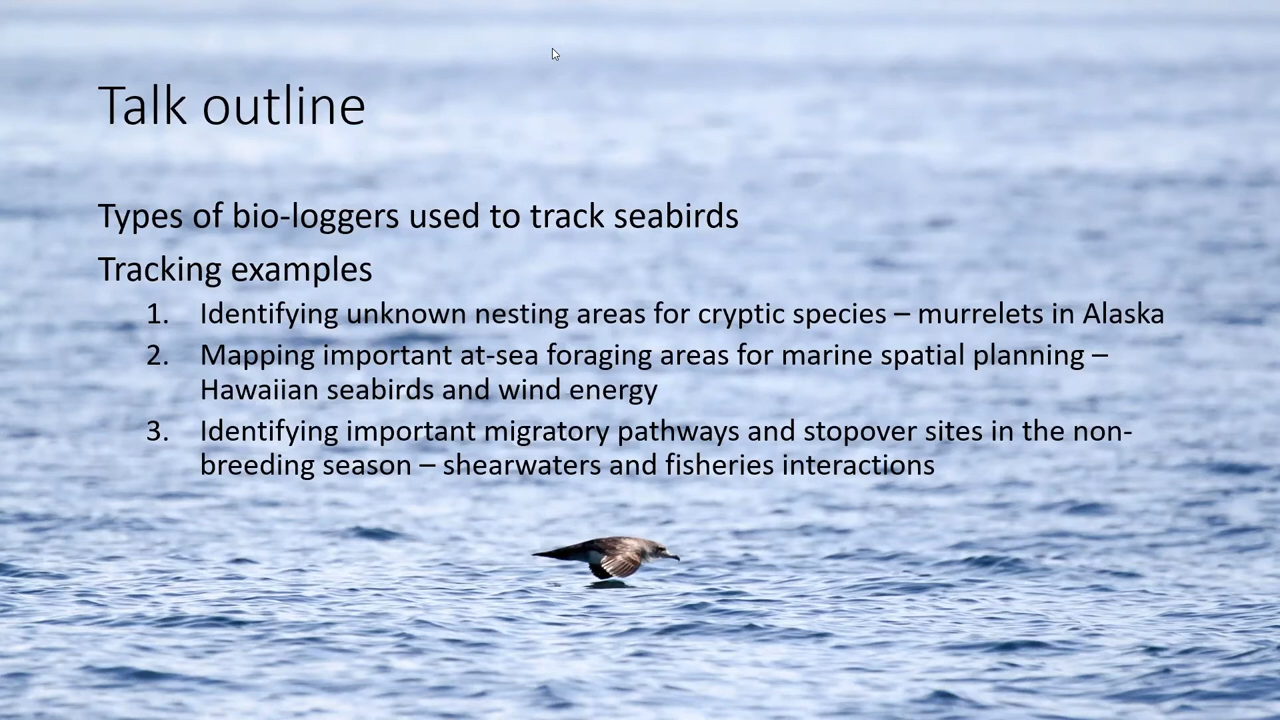 Talk outline
Types of bio-loggers used to track seabirds
Tracking examples
1. Identifying unknown nesting areas for cryptic species – murrelets in Alaska
2. Mapping important at-sea foraging areas for marine spatial planning –
Hawaiian seabirds and wind energy
3. Identifying important migratory pathways and stopover sites in the non-
breeding season – shearwaters and fisheries interactions